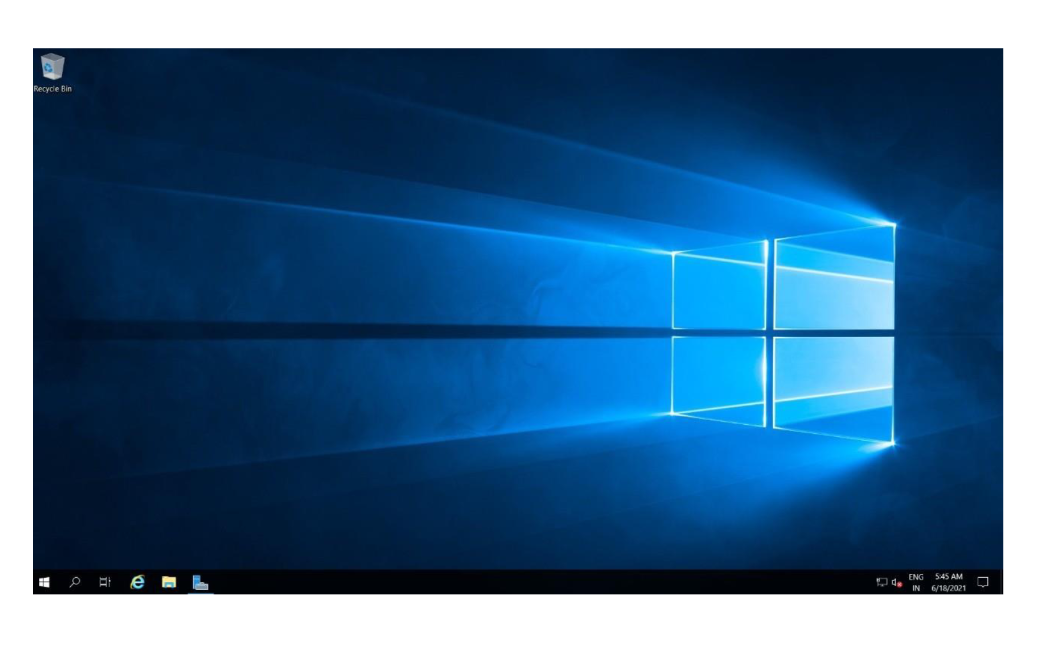 Recycle Bin
ENG 5:45 AM
IN 6/18/2021